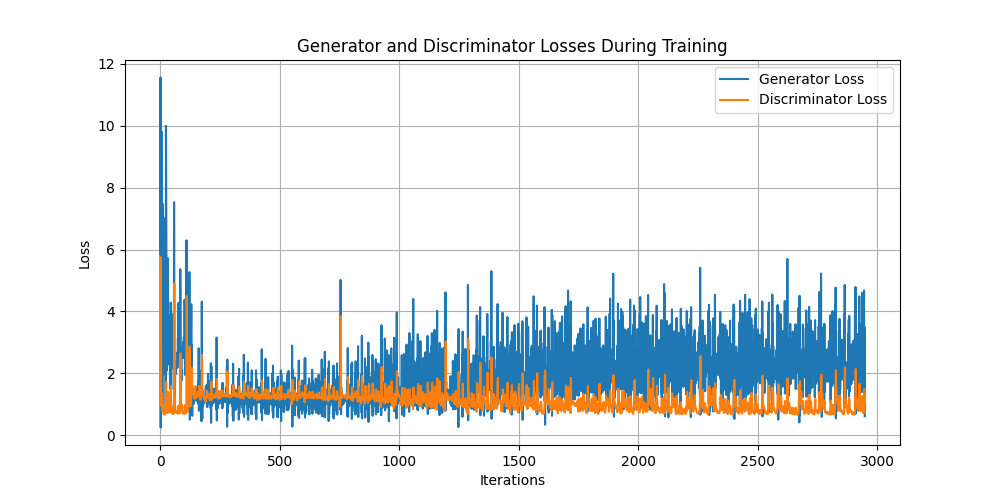 Generator and Discriminator Losses During Training
Generator Loss
Discriminator Loss
Loss
12
10
8
6
4
2
0
0 500 1000 1500 2000 2500 3000
Iterations